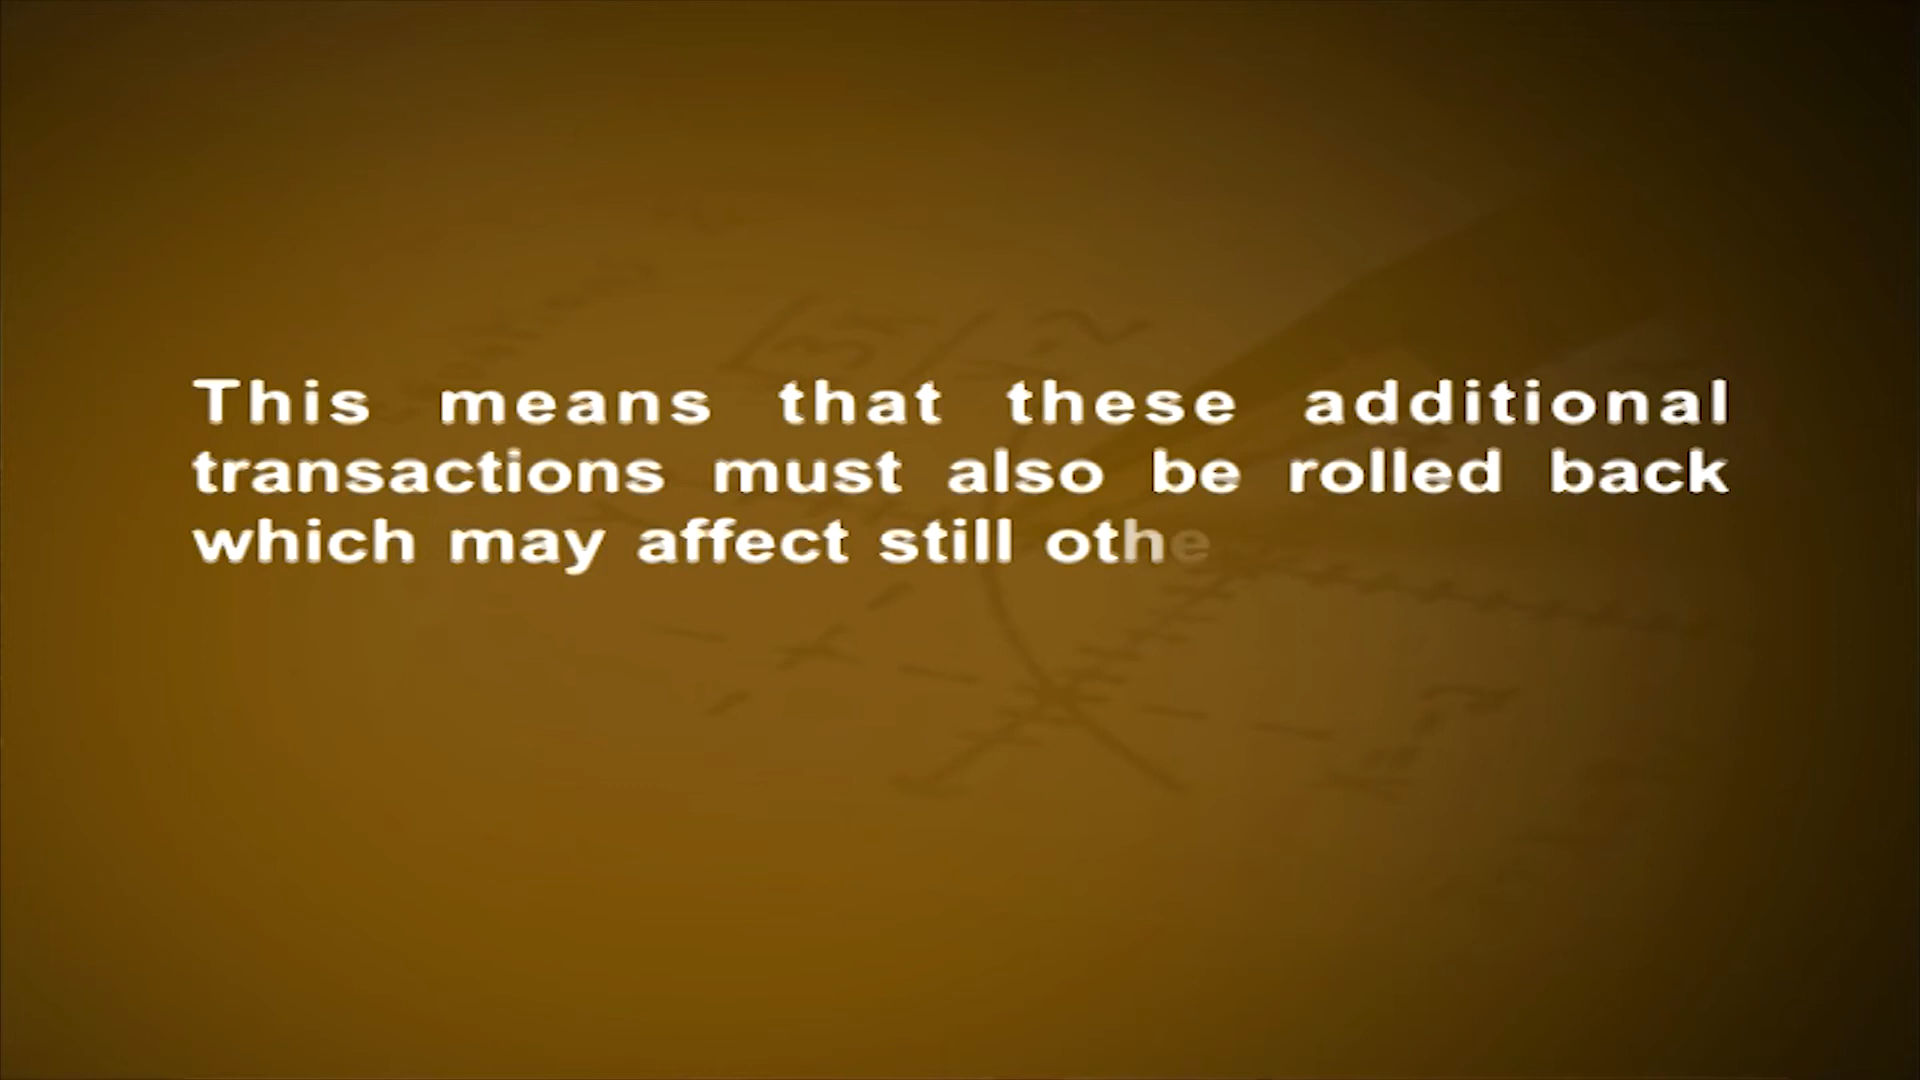 This means that these additional
transactions must also be rolled back
which may affect still othe